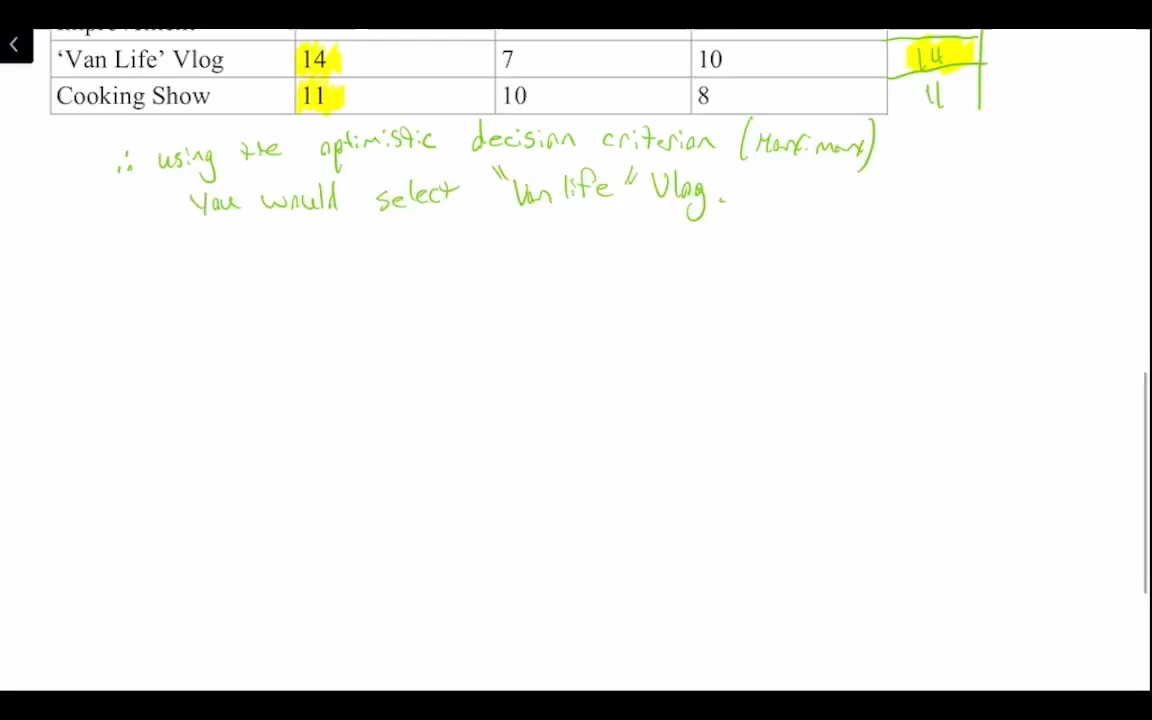 'Van Life' Vlog 14 7 10 14
Cooking Show 11 10 8 11
∴ using the optimistic decision criterion (Maximax)
You would select "Van life" Vlog.